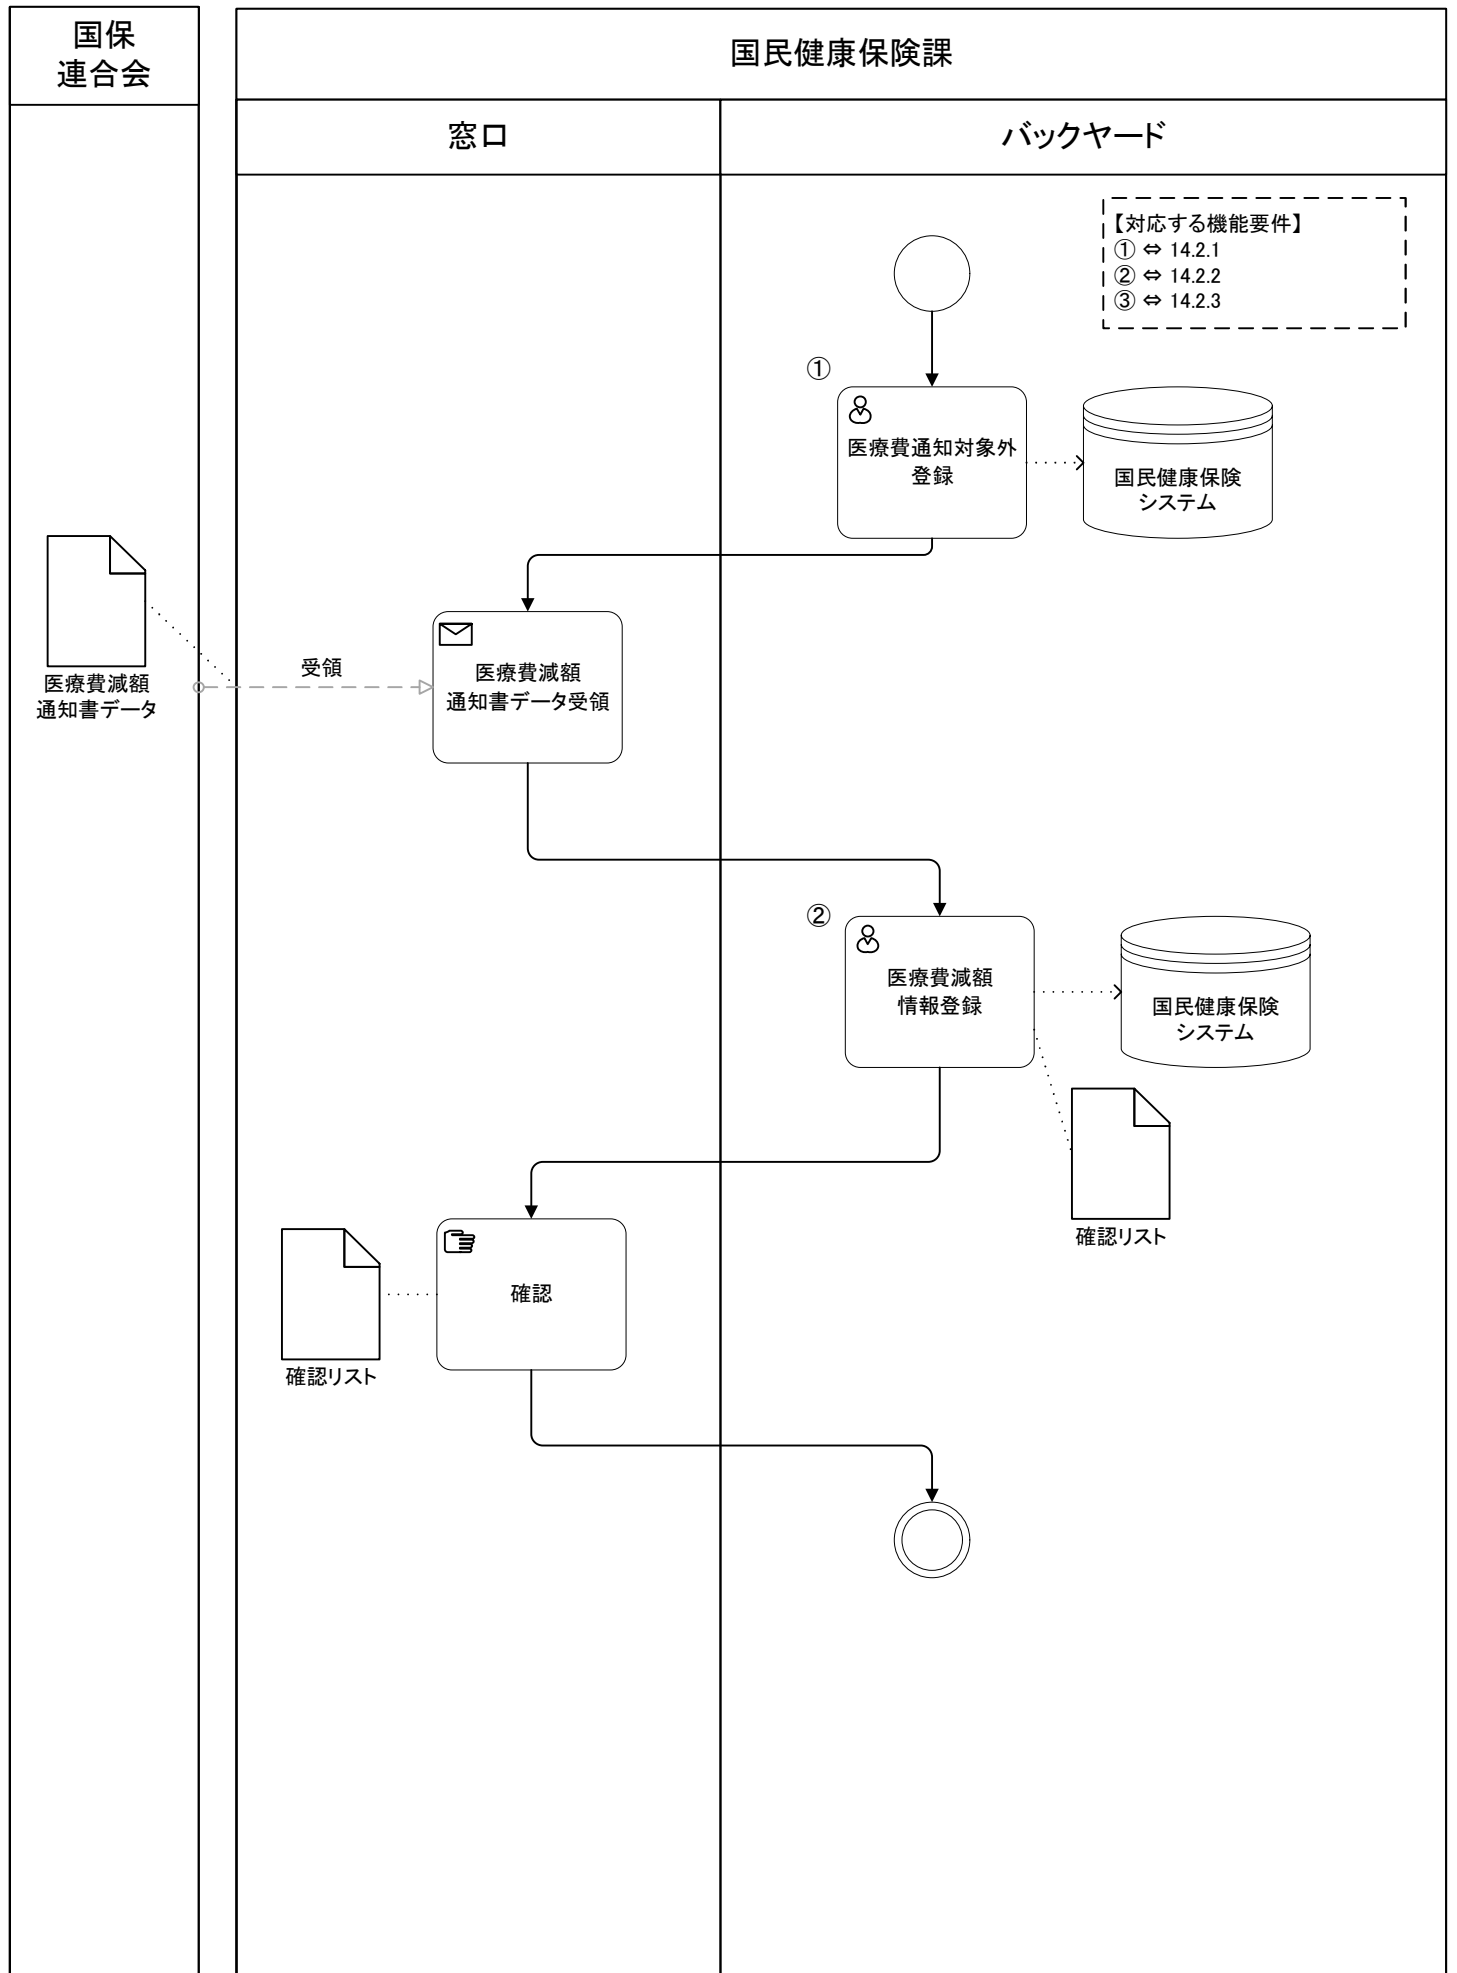 国保
連合会
国民健康保険課
窓口
バックヤード
【対応する機能要件】
① ⇔ 14.2.1
② ⇔ 14.2.2
③ ⇔ 14.2.3
①
医療費通知対象外
登録
国民健康保険
システム
医療費減額
通知書データ
受領
医療費減額
通知書データ受領
②
医療費減額
情報登録
国民健康保険
システム
確認リスト
確認
確認リスト